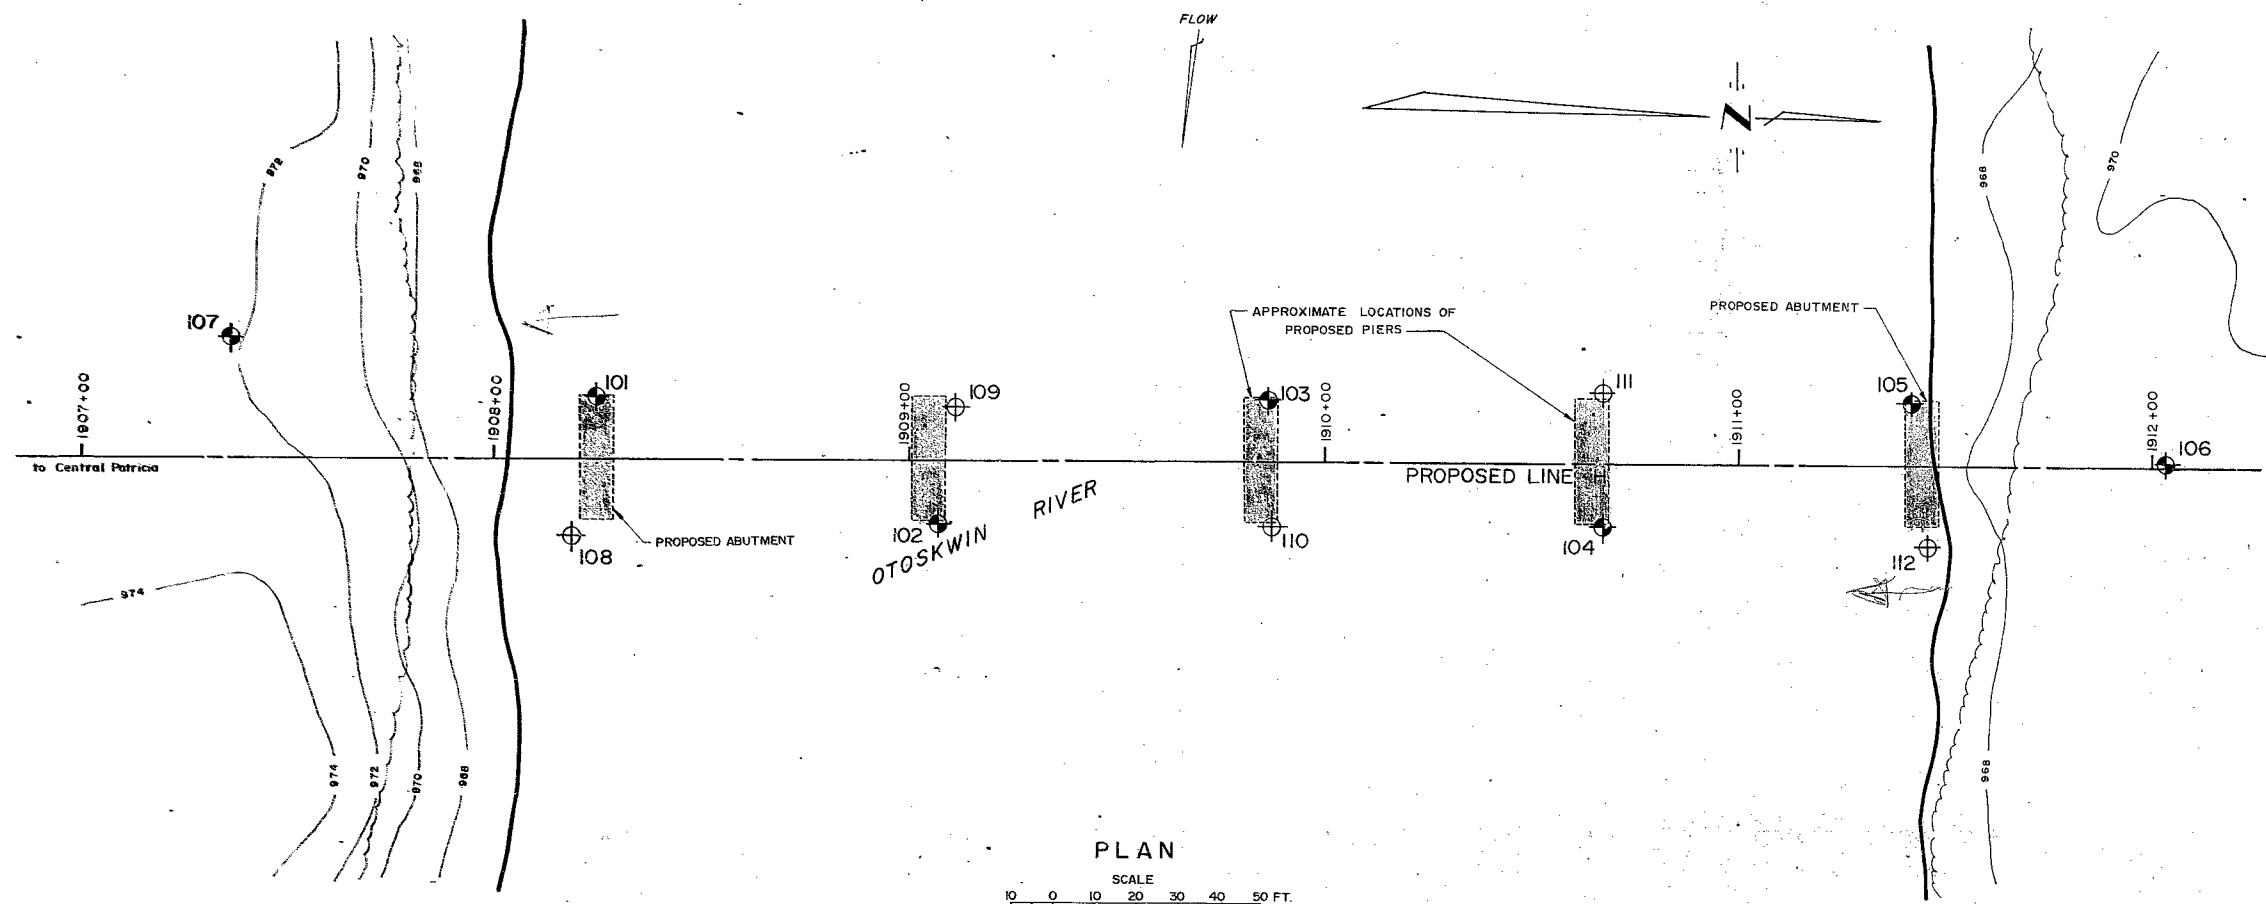 FLOW
N
972
970
968
968
970
107
APPROXIMATE LOCATIONS OF
PROPOSED PIERS
PROPOSED ABUTMENT
1907+00
1908+00
101
1909+00
109
103
1910+00
111
1911+00
105
1912+00
106
to Central Patricia
PROPOSED LINE
108
PROPOSED ABUTMENT
102
OTOSKWIN RIVER
110
104
112
974
974
972
970
968
968
PLAN
SCALE
10 0 10 20 30 40 50 FT.